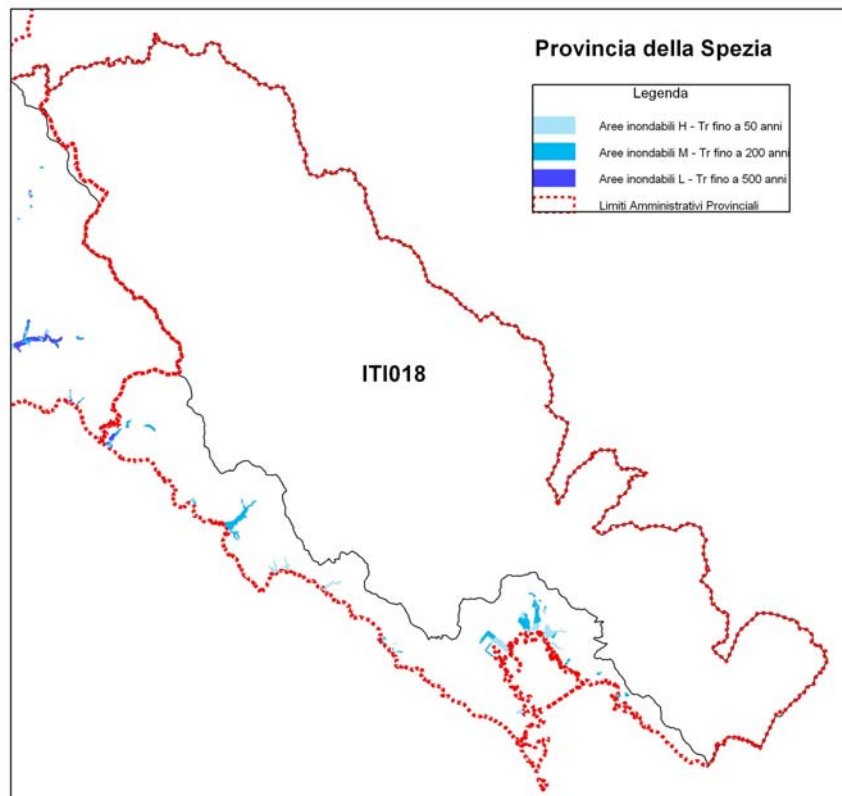 Provincia della Spezia
Legenda
Aree inondabili H - Tr fino a 50 anni
Aree inondabili M - Tr fino a 200 anni
Aree inondabili L - Tr fino a 500 anni
Limiti Amministrativi Provinciali
ITI018